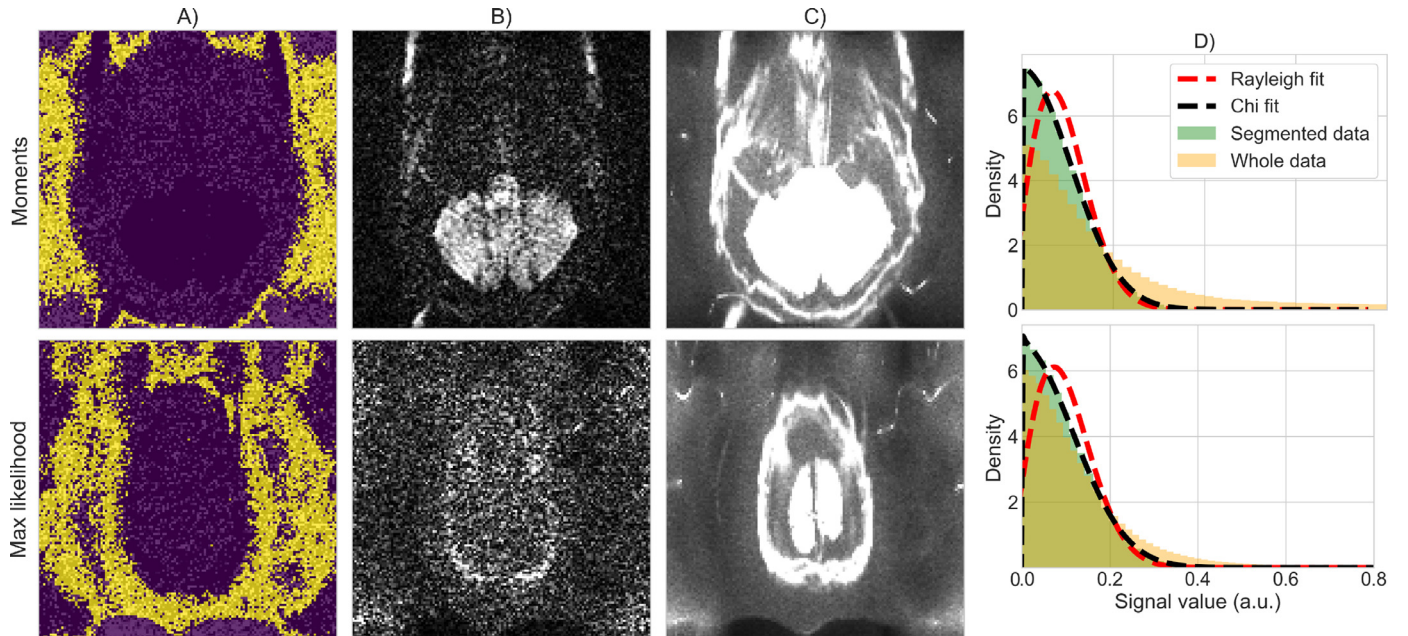 A)
B)
C)
D)
Moments
Max likelihood
Rayleigh fit
Chi fit
Segmented data
Whole data
Density
6
4
2
0
Density
6
4
2
0.0
0.2
0.4
0.6
0.8
Signal value (a.u.)